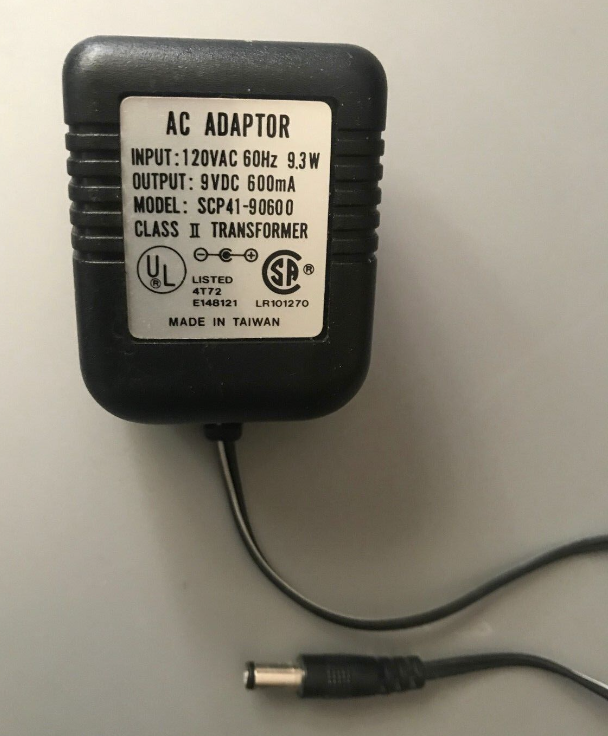 AC ADAPTOR
INPUT: 120VAC 60Hz 9.3W
OUTPUT: 9VDC 600mA
MODEL: SCP41-90600
CLASS II TRANSFORMER
UL ®
LISTED
4T72
E148121
SA ®
LR101270
MADE IN TAIWAN